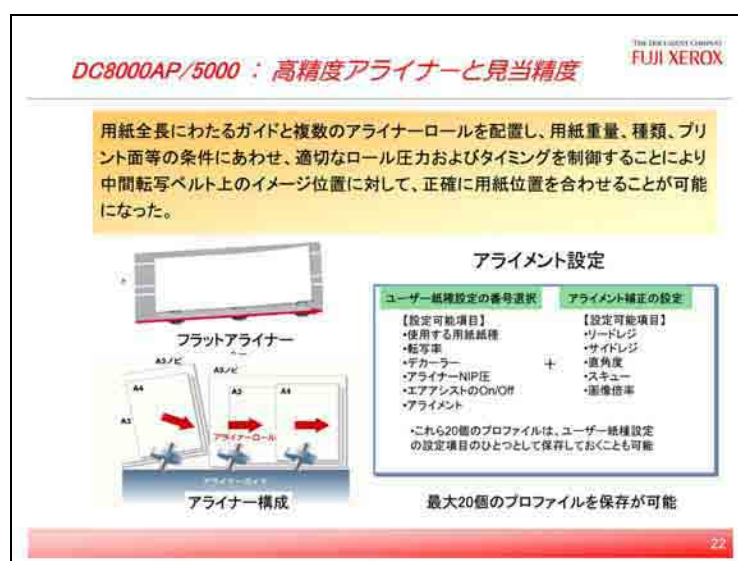 THE DOCUMENT COMPANY
FUJI XEROX
DC8000AP/5000 : 高精度アライナーと見当精度
用紙全長にわたるガイドと複数のアライナーロールを配置し、用紙重量、種類、プリ
ント面等の条件にあわせ、適切なロール圧力およびタイミングを制御することにより
中間転写ベルト上のイメージ位置に対して、正確に用紙位置を合わせることが可能
になった。
フラットアライナー
A3ノビ
A4
A3
A3ノビ
A3
A4
アライナーロール
アライナーガイド
アライナー構成
アライメント設定
ユーザー紙種設定の番号選択
【設定可能項目】
・使用する用紙紙種
・転写率
・デカーラー
・アライナーNIP圧
・エアアシストのOn/Off
・アライメント
+
アライメント補正の設定
【設定可能項目】
・リードレジ
・サイドレジ
・直角度
・スキュー
・画像倍率
・これら20個のプロファイルは、ユーザー紙種設定
の設定項目のひとつとして保存しておくことも可能
最大20個のプロファイルを保存が可能
22